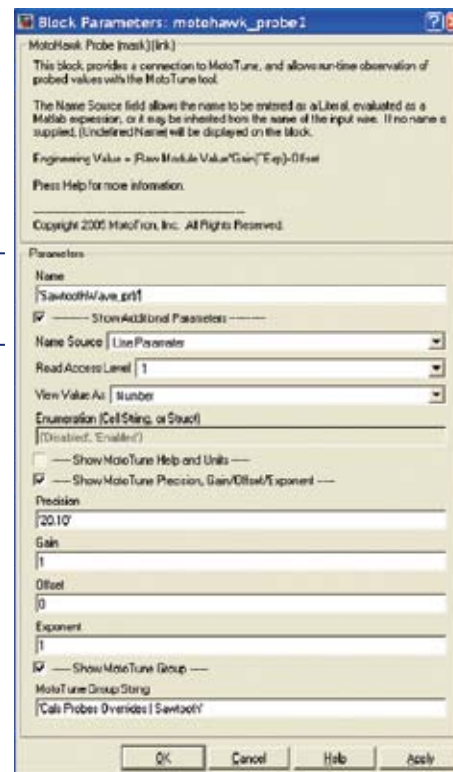 Block Parameters: motohawk_probe2
MotoHawk Probe (mask) (link)
This block provides a connection to MotoTune, and allows run-time observation of
probed values with the MotoTune tool.
The Name Source field allows the name to be entered as a Literal, evaluated as a
Matlab expression, or it may be inherited from the name of the input wire. If no name is
supplied, (Undefined Name) will be displayed on the block.
Engineering Value = (Raw Module Value*Gain)^Exp)+Offset
Press Help for more information.
Copyright 2005 MotoTron, Inc. All Rights Reserved.
Parameters
Name
'SawtoothWave_prb'
-------- Show Additional Parameters --------
Name Source Use Parameter
Read Access Level 1
View Value As Number
Enumeration (Cell String, or Struct)
{'Disabled', 'Enabled'}
---- Show MotoTune Help and Units ----
---- Show MotoTune Precision, Gain/Offset/Exponent ----
Precision
'20.10'
Gain
1
Offset
0
Exponent
1
---- Show MotoTune Group ----
MotoTune Group String
'Cals Probes Overrides | Sawtooth'
OK Cancel Help Apply